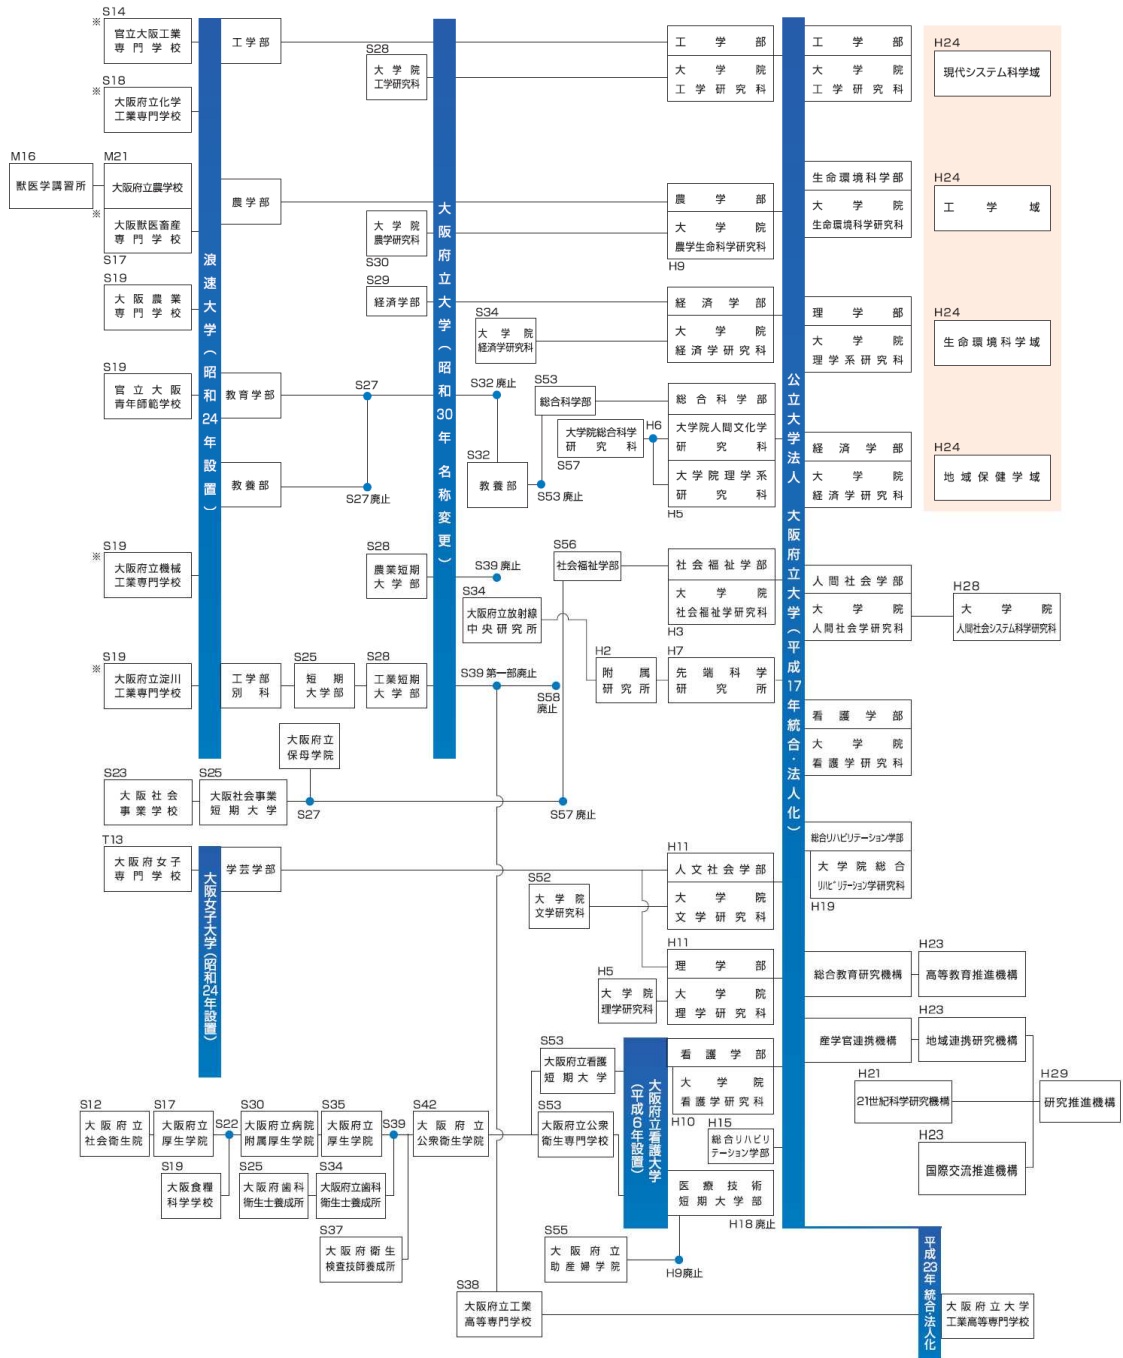 S14
※
官立大阪工業
専門学校
S18
※
大阪府立化学
工業専門学校
M16
獣医学講習所
M21
大阪府立農学校
※
大阪獣医畜産
専門学校
S17
S19
大阪農業
専門学校
S19
官立大阪
青年師範学校
S19
※
大阪府立機械
工業専門学校
S19
※
大阪府立淀川
工業専門学校
S23
大阪社会
事業学校
T13
大阪府女子
専門学校
浪速大学(昭和24年設置)
工学部
農学部
教育学部
教養部
工学部
別科
S25
短期
大学部
大阪府立
保母学院
S25
大阪社会事業
短期大学
S27
S27
S27廃止
S28
大学院
工学研究科
大学院
農学研究科
S30
S29
経済学部
S28
農業短期
大学部
S28
工業短期
大学部
大阪府立大学(昭和30年 名称変更)
S34
大学院
経済学研究科
S32廃止
S32
教養部
S53
総合科学部
大学院総合科学
研究科
S57
S53廃止
H6
S39廃止
S34
大阪府立放射線
中央研究所
S39第一部廃止
S58
廃止
S56
社会福祉学部
S57廃止
H2
附属
研究所
工学部
大学院
工学研究科
農学部
大学院
農学生命科学研究科
H9
経済学部
大学院
経済学研究科
総合科学部
大学院人間文化学
研究科
大学院理学系
研究科
H5
社会福祉学部
大学院
社会福祉学研究科
H3
H7
先端科学
研究所
大阪女子大学(昭和24年設置)
学芸学部
S52
大学院
文学研究科
H11
人文社会学部
大学院
文学研究科
H5
大学院
理学研究科
H11
理学部
大学院
理学研究科
S12
大阪府立
社会衛生院
S17
大阪府立
厚生学院
S22
S19
大阪食糧
科学学校
S30
大阪府立病院
附属厚生学院
S25
大阪府歯科
衛生士養成所
S35
大阪府立
厚生学院
S34
大阪府立歯科
衛生士養成所
S39
S37
大阪府衛生
検査技師養成所
S42
大阪府立
公衆衛生学院
S53
大阪府立看護
短期大学
S53
大阪府立公衆
衛生専門学校
S55
大阪府立
助産婦学院
H9廃止
大阪府立看護大学
(平成6年設置)
看護学部
大学院
看護学研究科
H10
H15
総合リハビリ
テーション学部
医療技術
短期大学部
H18廃止
S38
大阪府立工業
高等専門学校
公立大学法人 大阪府立大学(平成17年統合・法人化)
工学部
大学院
工学研究科
生命環境科学部
大学院
生命環境科学研究科
理学部
大学院
理学系研究科
経済学部
大学院
経済学研究科
人間社会学部
大学院
人間社会学研究科
H28
大学院
人間社会システム科学研究科
看護学部
大学院
看護学研究科
総合リハビリテーション学部
大学院総合
リハビリテーション学研究科
H19
総合教育研究機構
H23
高等教育推進機構
産学官連携機構
H23
地域連携研究機構
H21
21世紀科学研究機構
H23
国際交流推進機構
H29
研究推進機構
H24
現代システム科学域
H24
工学域
H24
生命環境科学域
H24
地域保健学域
平成23年 統合・法人化
大阪府立大学
工業高等専門学校